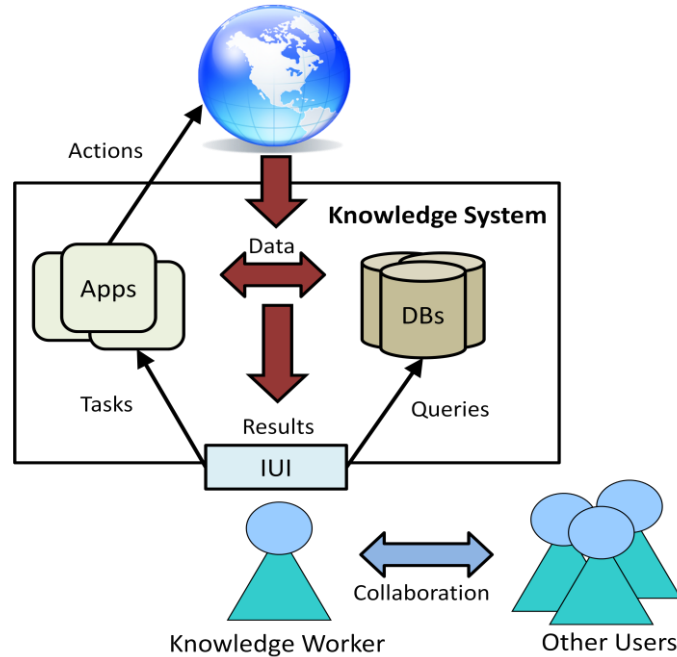 Actions
Knowledge System
Data
Apps
DBs
Tasks
Queries
Results
IUI
Collaboration
Knowledge Worker
Other Users